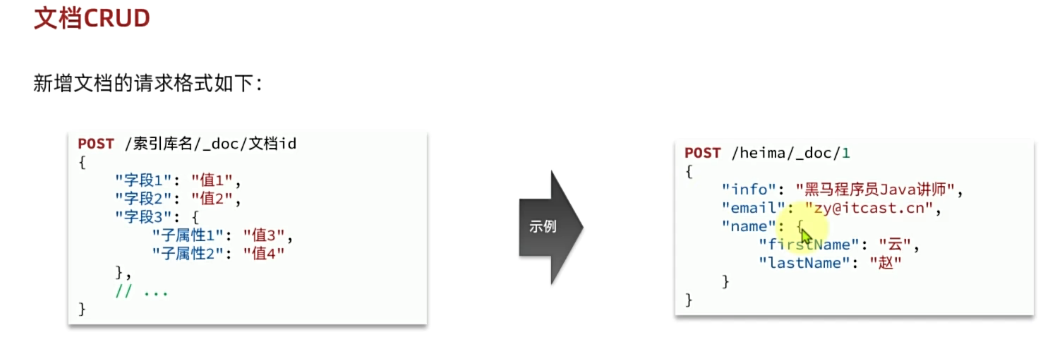 文档CRUD
新增文档的请求格式如下：
POST /索引库名/_doc/文档id
{
"字段1": "值1",
"字段2": "值2",
"字段3": {
"子属性1": "值3",
"子属性2": "值4"
},
// ...
}
示例
POST /heima/_doc/1
{
"info": "黑马程序员Java讲师",
"email": "zy@itcast.cn",
"name": {
"firstName": "云",
"lastName": "赵"
}
}